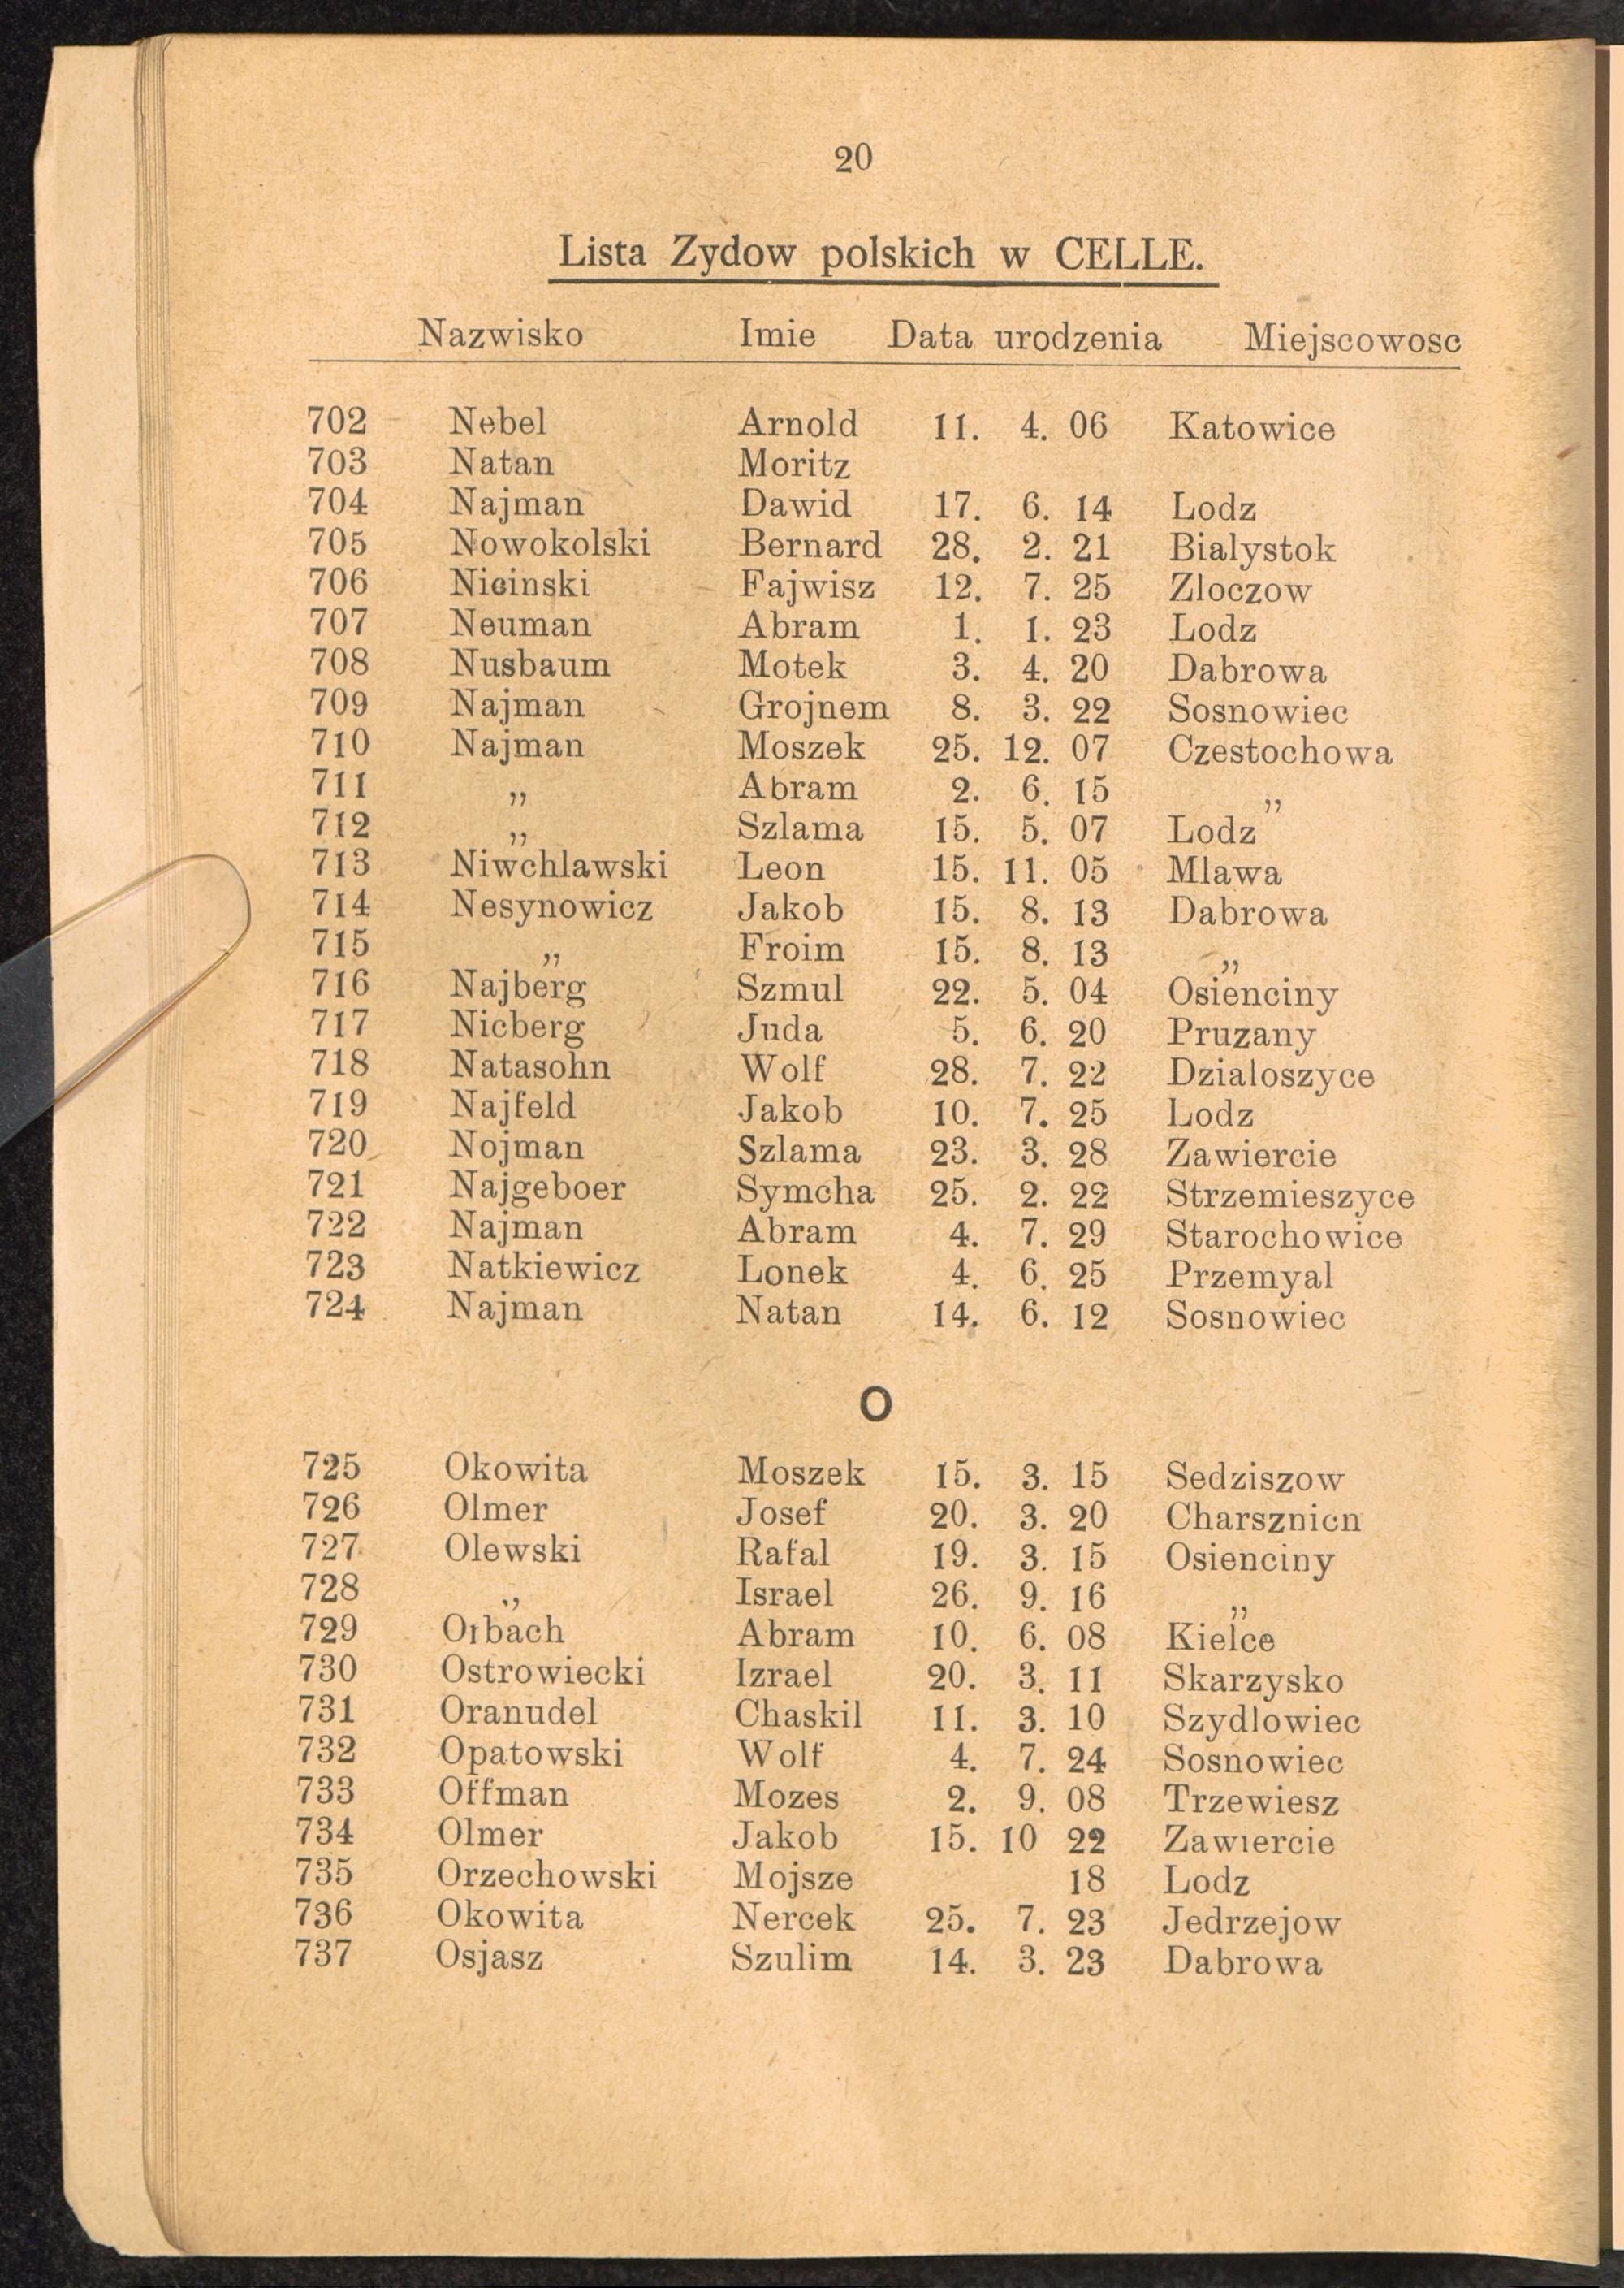 20
Lista Zydow polskich w CELLE.
Nazwisko Imie Data urodzenia Miejscowosc
702 Nebel Arnold 11. 4. 06 Katowice
703 Natan Moritz
704 Najman Dawid 17. 6. 14 Lodz
705 Nowokolski Bernard 28. 2. 21 Bialystok
706 Nicinski Fajwisz 12. 7. 25 Zloczow
707 Neuman Abram 1. 1. 23 Lodz
708 Nusbaum Motek 3. 4. 20 Dabrowa
709 Najman Grojnem 8. 3. 22 Sosnowiec
710 Najman Moszek 25. 12. 07 Czestochowa
711 „ Abram 2. 6. 15 „
712 „ Szlama 15. 5. 07 Lodz
713 Niwchlawski Leon 15. 11. 05 Mlawa
714 Nesynowicz Jakob 15. 8. 13 Dabrowa
715 „ Froim 15. 8. 13 „
716 Najberg Szmul 22. 5. 04 Osienciny
717 Nicberg Juda 5. 6. 20 Pruzany
718 Natasohn Wolf 28. 7. 22 Dzialoszyce
719 Najfeld Jakob 10. 7. 25 Lodz
720 Nojman Szlama 23. 3. 28 Zawiercie
721 Najgeboer Symcha 25. 2. 22 Strzemieszyce
722 Najman Abram 4. 7. 29 Starochowice
723 Natkiewicz Lonek 4. 6. 25 Przemyal
724 Najman Natan 14. 6. 12 Sosnowiec
O
725 Okowita Moszek 15. 3. 15 Sedziszow
726 Olmer Josef 20. 3. 20 Charsznicn
727 Olewski Rafal 19. 3. 15 Osienciny
728 „ Israel 26. 9. 16 „
729 Orbach Abram 10. 6. 08 Kielce
730 Ostrowiecki Izrael 20. 3. 11 Skarzysko
731 Oranudel Chaskil 11. 3. 10 Szydlowiec
732 Opatowski Wolf 4. 7. 24 Sosnowiec
733 Offman Mozes 2. 9. 08 Trzewiesz
734 Olmer Jakob 15. 10 22 Zawiercie
735 Orzechowski Mojsze 18 Lodz
736 Okowita Nercek 25. 7. 23 Jedrzejow
737 Osjasz Szulim 14. 3. 23 Dabrowa